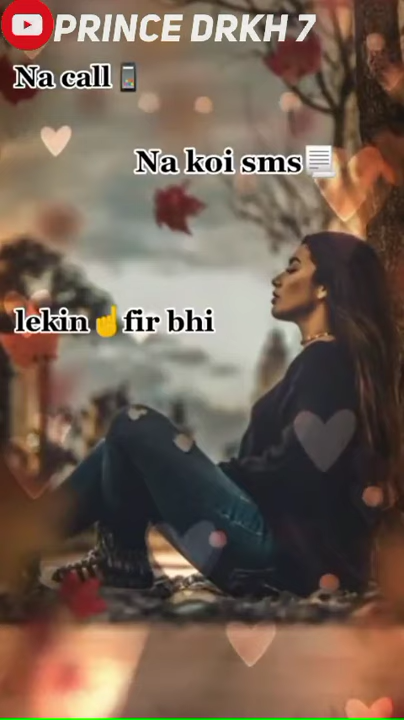 PRINCE DRKH 7
Na call📱
Na koi sms📃
lekin☝fir bhi